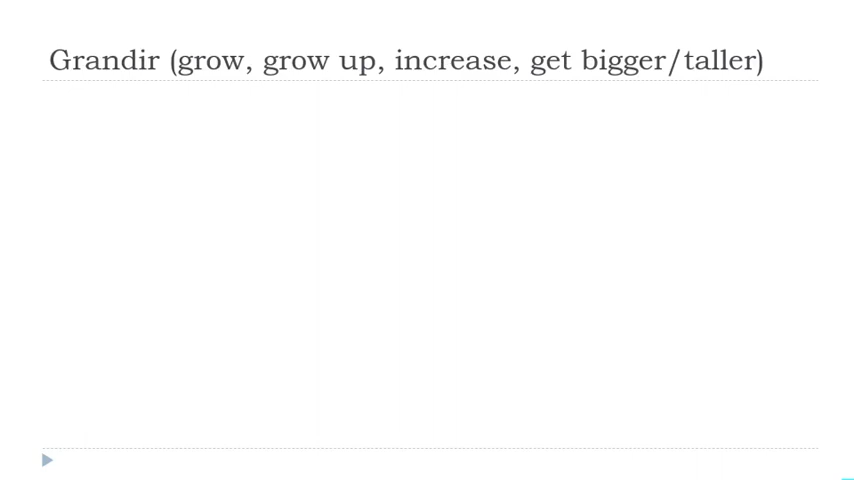 Grandir (grow, grow up, increase, get bigger/taller)